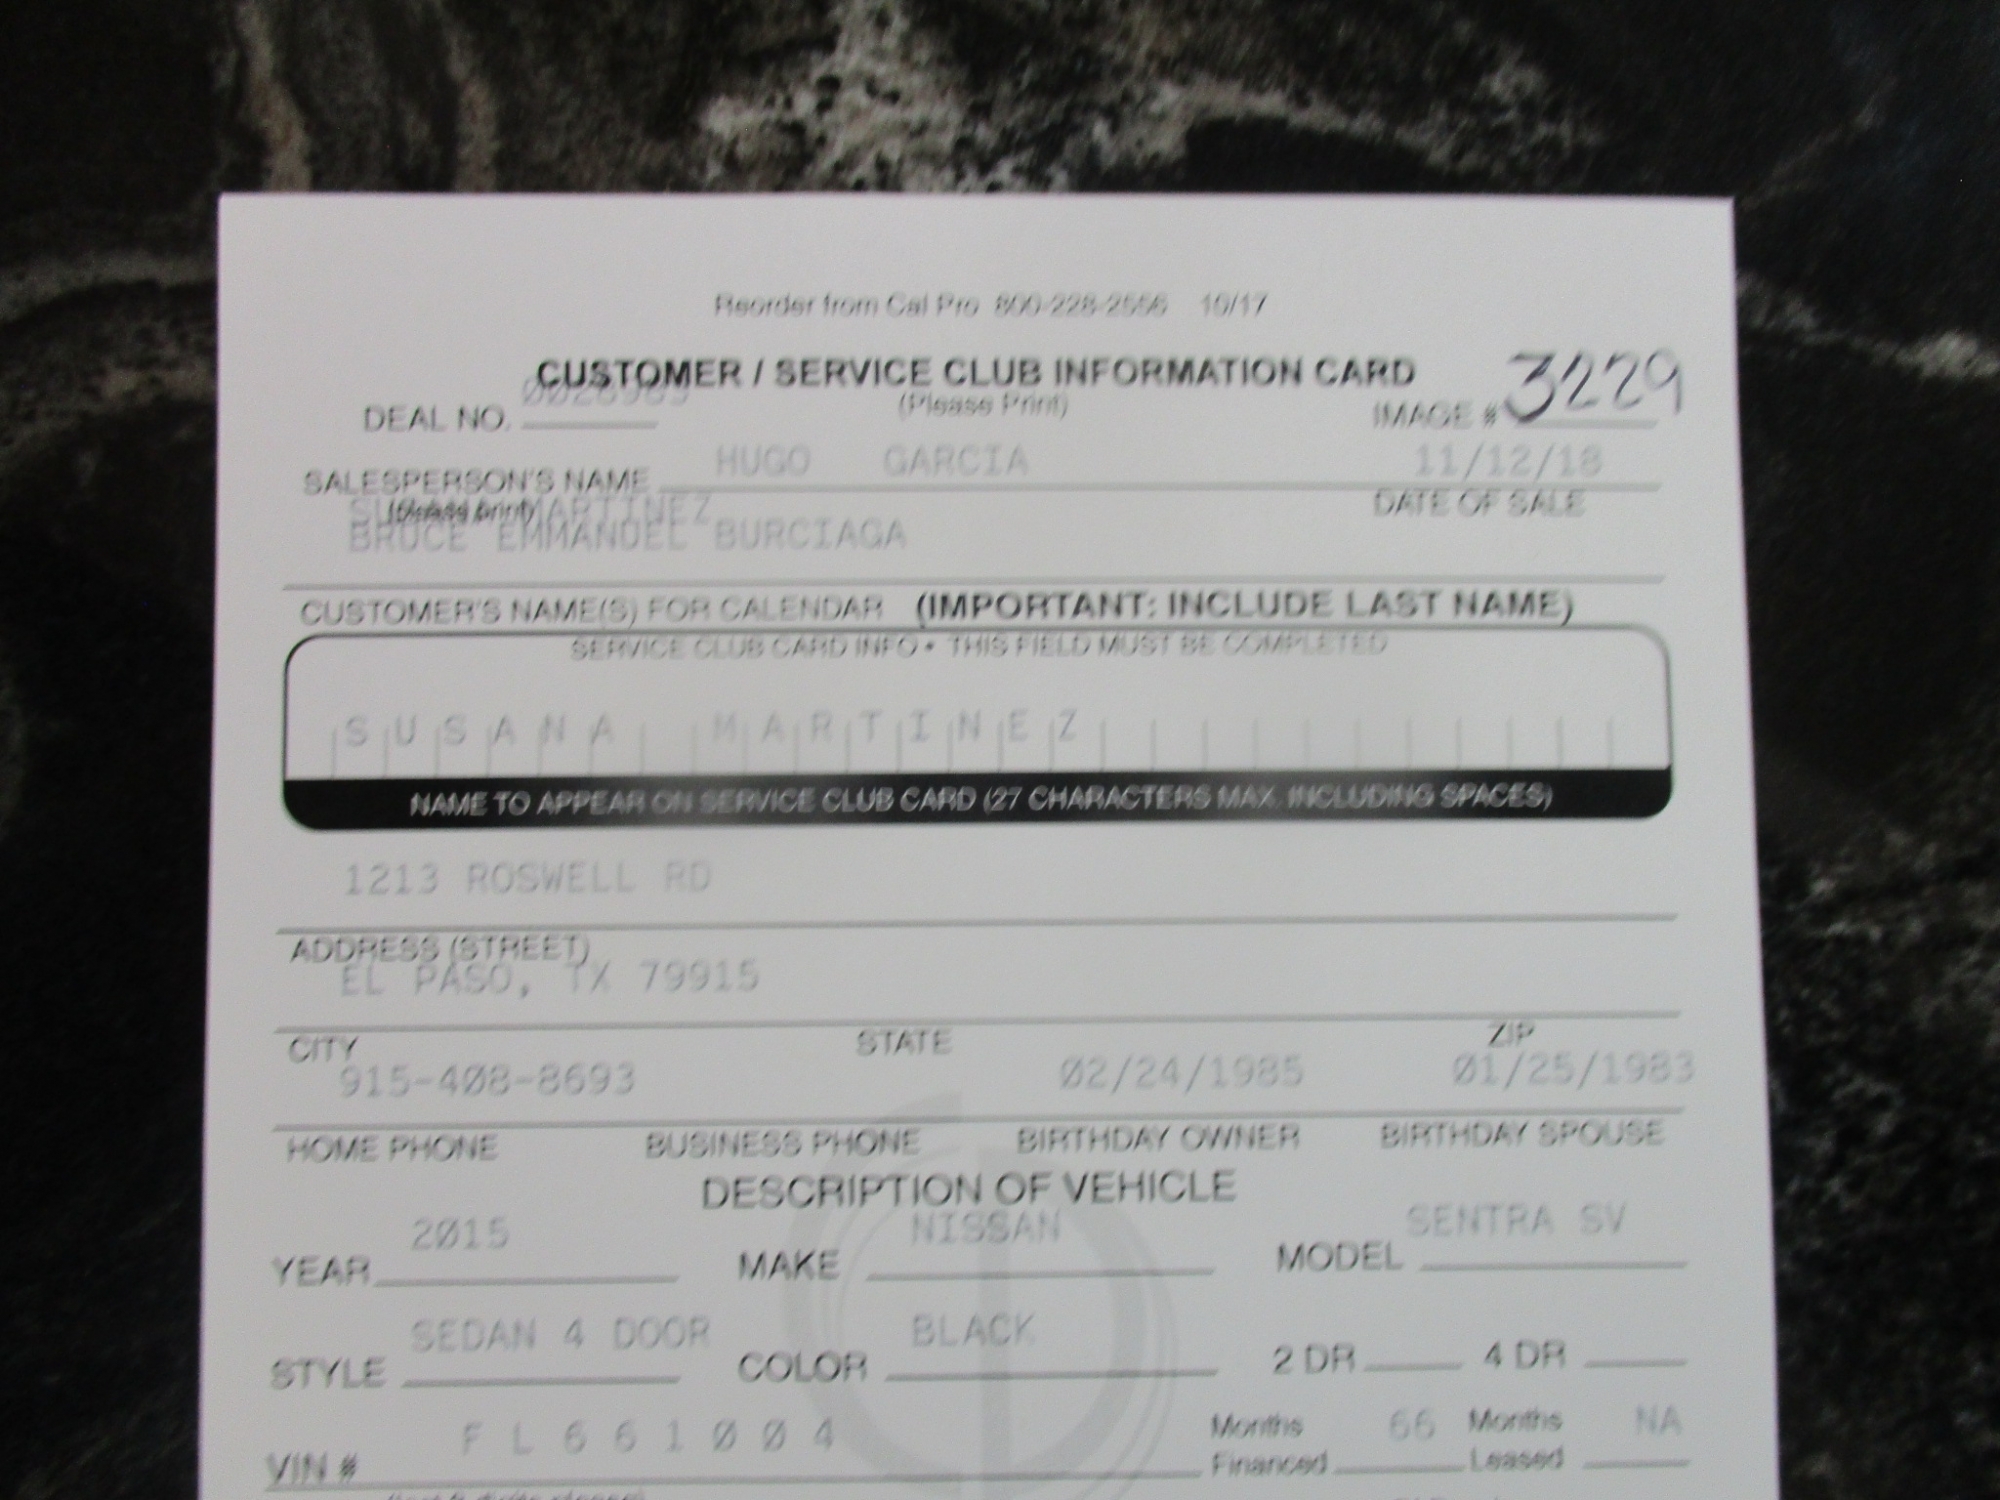 Reorder from Cal Pro 800-228-2556 10/17
CUSTOMER / SERVICE CLUB INFORMATION CARD
(Please Print)
DEAL NO. 0028989
IMAGE # 3229
SALESPERSON'S NAME HUGO GARCIA 11/12/18
(please print) DATE OF SALE
SUSANA MARTINEZ
BRUCE EMMANUEL BURCIAGA
CUSTOMER'S NAME(S) FOR CALENDAR (IMPORTANT: INCLUDE LAST NAME)
SERVICE CLUB CARD INFO • THIS FIELD MUST BE COMPLETED
SUSANA MARTINEZ
NAME TO APPEAR ON SERVICE CLUB CARD (27 CHARACTERS MAX. INCLUDING SPACES)
1213 ROSWELL RD
ADDRESS (STREET)
EL PASO, TX 79915
CITY STATE ZIP
915-408-8693 02/24/1985 01/25/1983
HOME PHONE BUSINESS PHONE BIRTHDAY OWNER BIRTHDAY SPOUSE
DESCRIPTION OF VEHICLE
YEAR 2015 MAKE NISSAN MODEL SENTRA SV
STYLE SEDAN 4 DOOR COLOR BLACK 2 DR 4 DR
VIN # F L 6 6 1 0 0 4 Months Financed 66 Months Leased NA